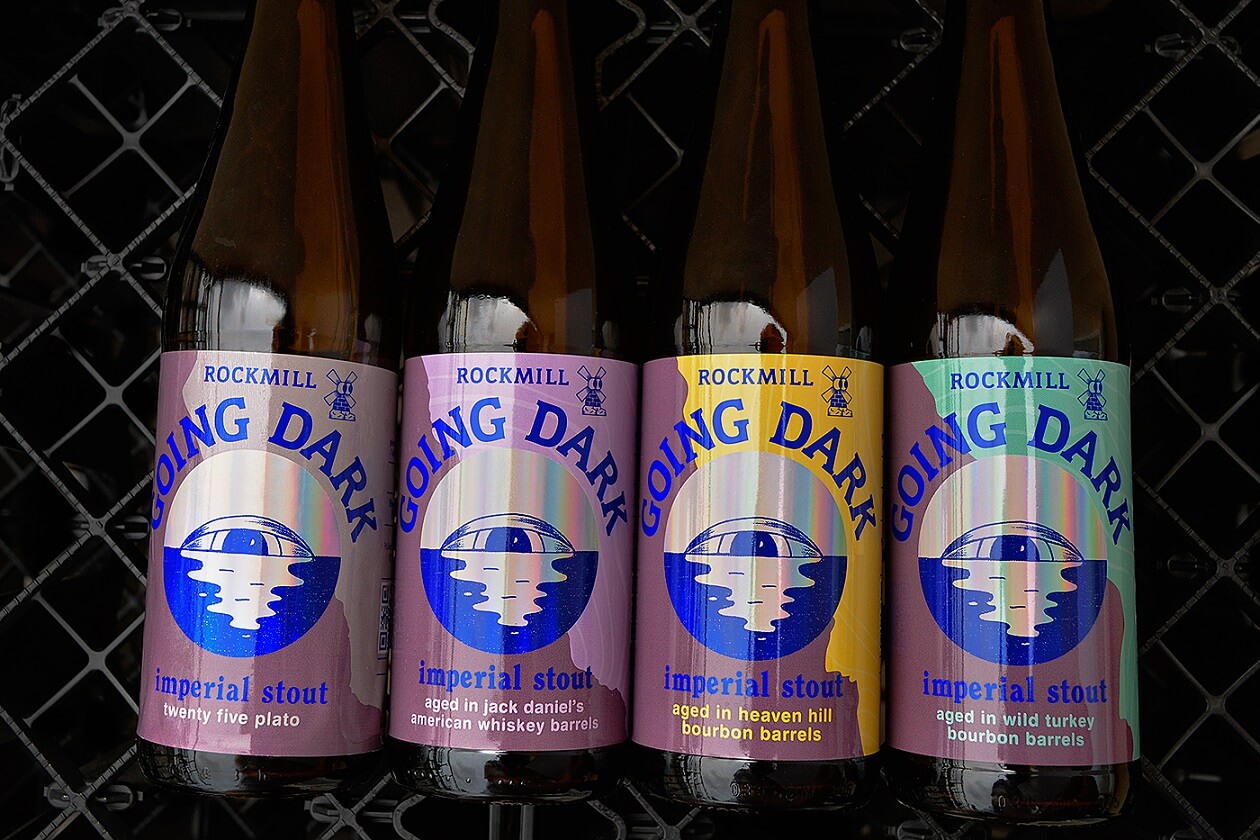 ROCKMILL
GOING DARK
imperial stout
twenty five plato
ROCKMILL
GOING DARK
imperial stout
aged in jack daniel's
american whiskey barrels
ROCKMILL
GOING DARK
imperial stout
aged in heaven hill
bourbon barrels
ROCKMILL
GOING DARK
imperial stout
aged in wild turkey
bourbon barrels